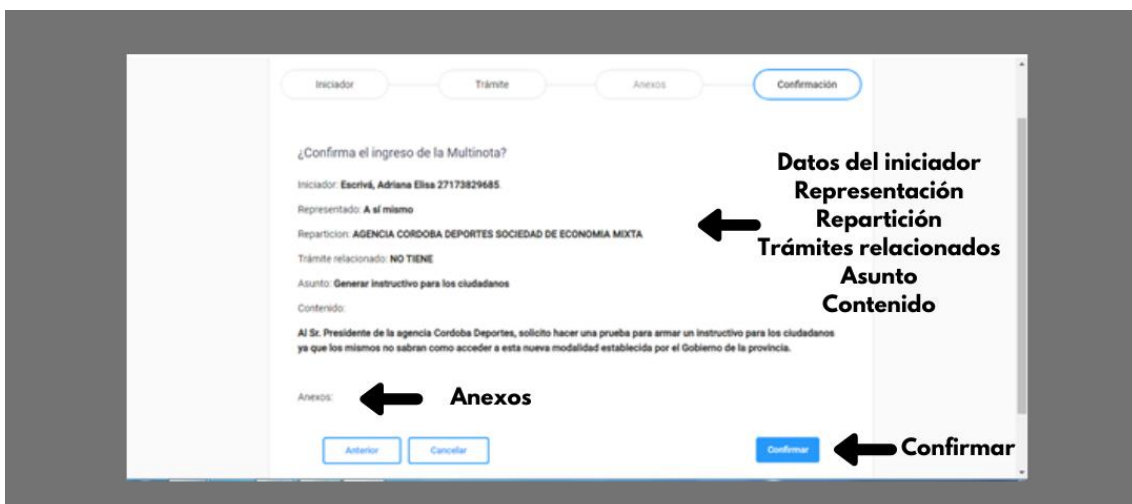 Iniciador Trámite Anexos Confirmación
¿Confirma el ingreso de la Multinota?
Iniciador: Escrivá, Adriana Elisa 27173829685.
Representado: A sí mismo
Reparticion: AGENCIA CORDOBA DEPORTES SOCIEDAD DE ECONOMIA MIXTA
Trámite relacionado: NO TIENE
Asunto: Generar instructivo para los ciudadanos
Contenido:
Al Sr. Presidente de la agencia Cordoba Deportes, solicito hacer una prueba para armar un instructivo para los ciudadanos
ya que los mismos no sabran como acceder a esta nueva modalidad establecida por el Gobierno de la provincia.
Datos del iniciador
Representación
Repartición
Trámites relacionados
Asunto
Contenido
Anexos:
Anexos
Anterior Cancelar Confirmar
Confirmar